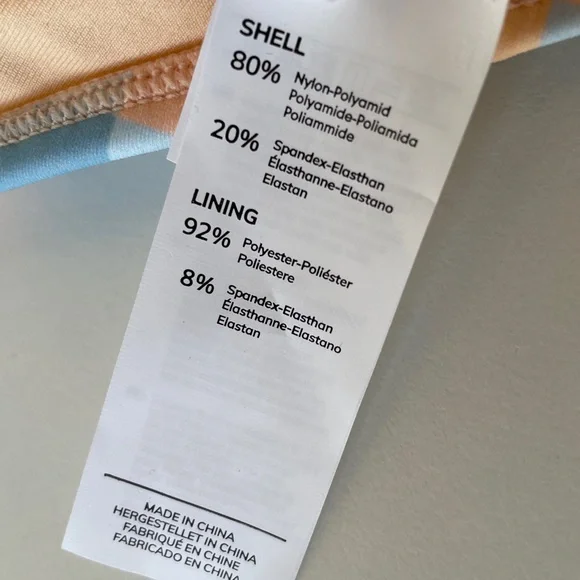 SHELL
80% Nylon-Polyamid
Polyamide-Poliamida
Poliammide
20% Spandex-Elasthan
Élasthanne-Elastano
Elastan
LINING
92% Polyester-Poliéster
Poliestere
8% Spandex-Elasthan
Élasthanne-Elastano
Elastan
MADE IN CHINA
HERGESTELLET IN CHINA
FABRIQUÉ EN CHINE
FABRICADO EN CHINA